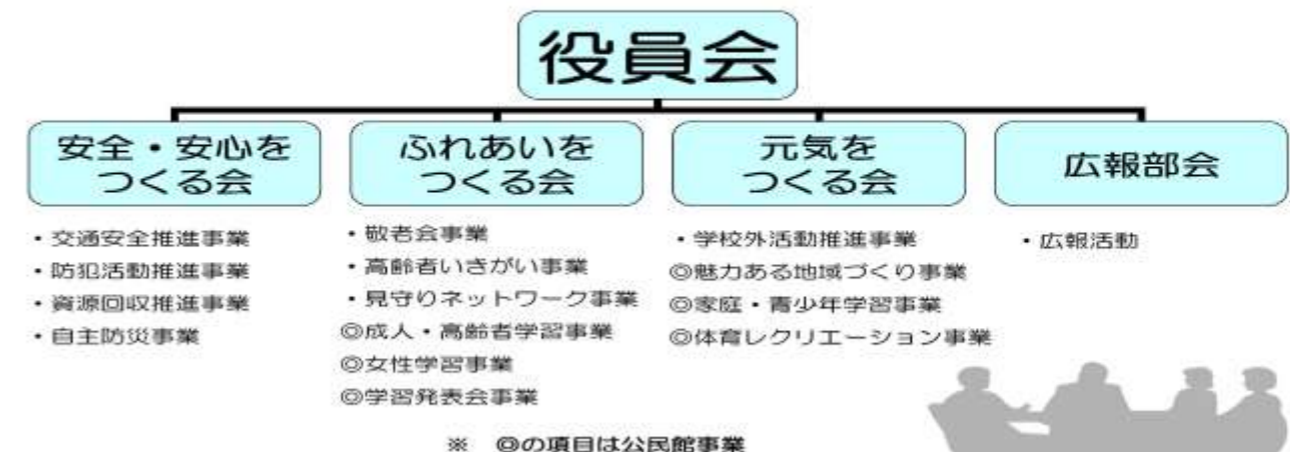 役員会
安全・安心を
つくる会
・交通安全推進事業
・防犯活動推進事業
・資源回収推進事業
・自主防災事業
ふれあいを
つくる会
・敬老会事業
・高齢者いきがい事業
・見守りネットワーク事業
◎成人・高齢者学習事業
◎女性学習事業
◎学習発表会事業
元気を
つくる会
・学校外活動推進事業
◎魅力ある地域づくり事業
◎家庭・青少年学習事業
◎体育レクリエーション事業
広報部会
・広報活動
※　◎の項目は公民館事業